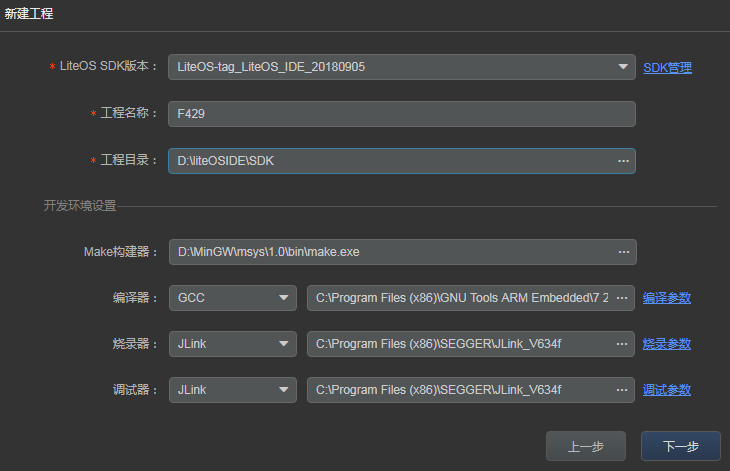 新建工程
* LiteOS SDK版本： LiteOS-tag_LiteOS_IDE_20180905 SDK管理
* 工程名称： F429
* 工程目录： D:\liteOSIDE\SDK ...
开发环境设置
Make构建器： D:\MinGW\msys\1.0\bin\make.exe ...
编译器： GCC C:\Program Files (x86)\GNU Tools ARM Embedded\7 2 ... 编译参数
烧录器： JLink C:\Program Files (x86)\SEGGER\JLink_V634f ... 烧录参数
调试器： JLink C:\Program Files (x86)\SEGGER\JLink_V634f ... 调试参数
上一步 下一步